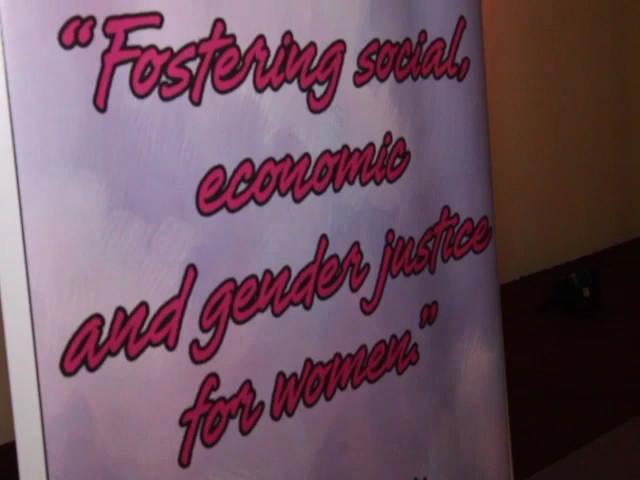 “Fostering social,
economic
and gender justice
for women.”